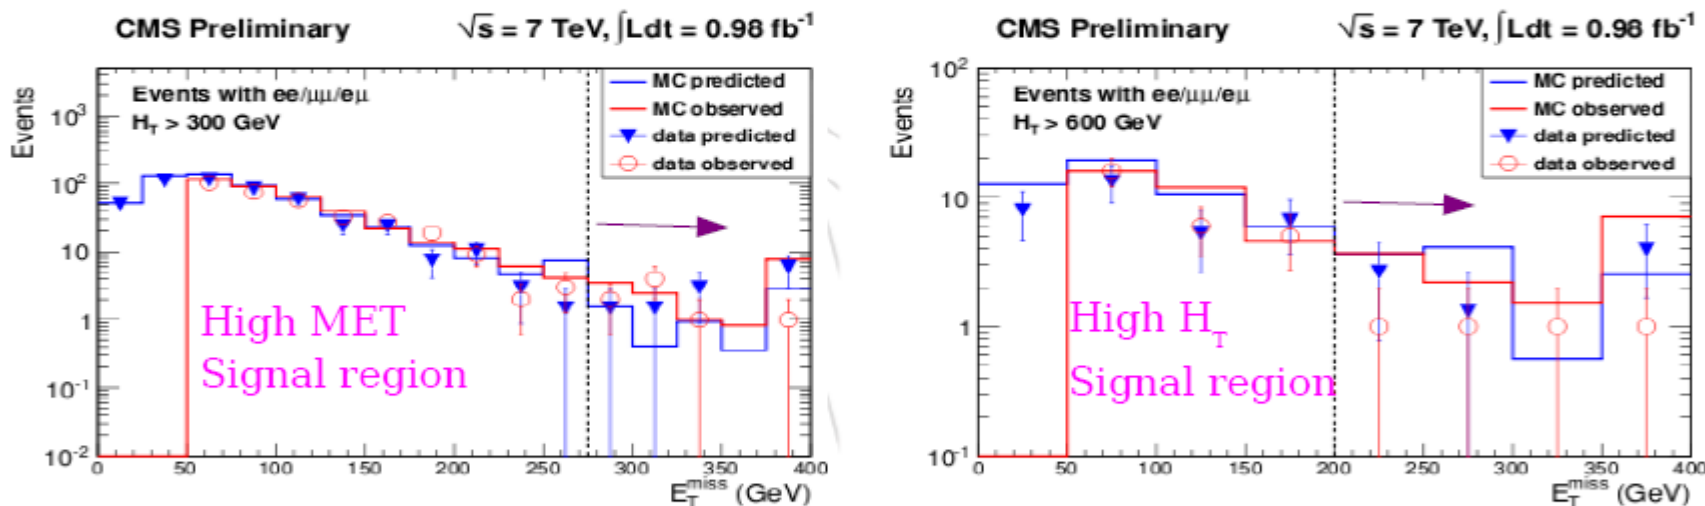 CMS Preliminary √s = 7 TeV, ∫Ldt = 0.98 fb⁻¹
Events
10³
10²
10
1
10⁻¹
10⁻²
Events with ee/μμ/eμ
H_T > 300 GeV
MC predicted
MC observed
data predicted
data observed
High MET
Signal region
0 50 100 150 200 250 300 350 400
E_T^miss (GeV)
CMS Preliminary √s = 7 TeV, ∫Ldt = 0.98 fb⁻¹
Events
10²
10
1
10⁻¹
Events with ee/μμ/eμ
H_T > 600 GeV
MC predicted
MC observed
data predicted
data observed
High H_T
Signal region
0 50 100 150 200 250 300 350 400
E_T^miss (GeV)